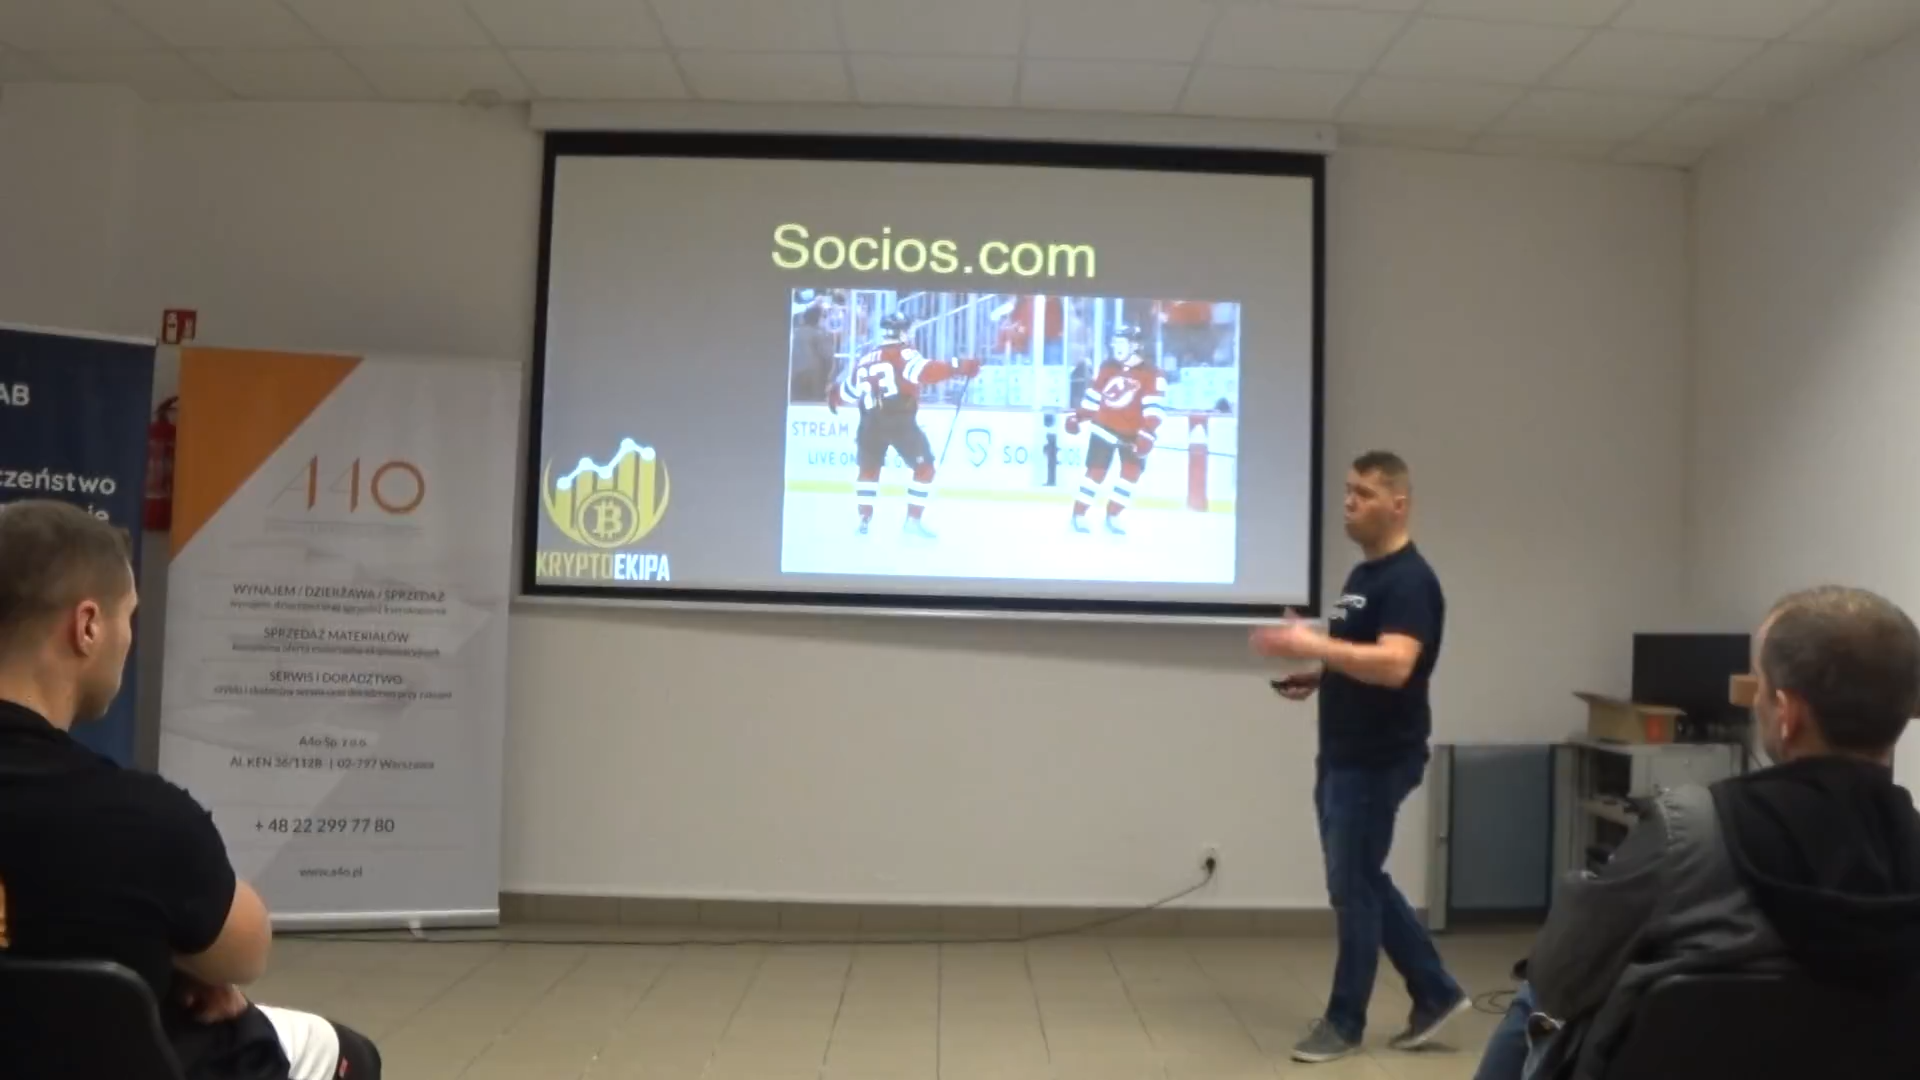 Socios.com
63
STREAM
LIVE ON
KRYPTOEKIPA
AB
czeństwo
A4O
WYNAJEM / DZIERŻAWA / SPRZEDAŻ
SPRZEDAŻ MATERIAŁÓW
SERWIS I DORADZTWO
A4o Sp. z o.o.
Al. KEN 36/112B | 02-797 Warszawa
+ 48 22 299 77 80
www.a4o.pl